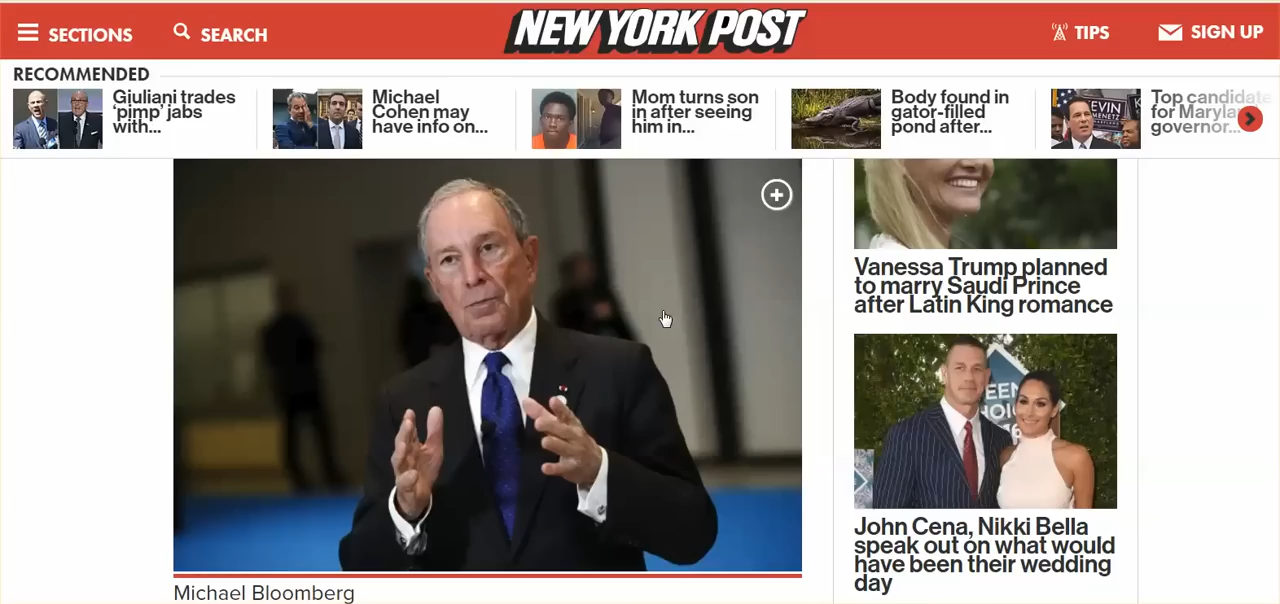 SECTIONS
SEARCH
NEW YORK POST
TIPS
SIGN UP
RECOMMENDED
Giuliani trades
'pimp' jabs
with...
Michael
Cohen may
have info on...
Mom turns son
in after seeing
him in...
Body found in
gator-filled
pond after...
Top candidate
for Maryla
governor...
KEVIN
Vanessa Trump planned
to marry Saudi Prince
after Latin King romance
John Cena, Nikki Bella
speak out on what would
have been their wedding
day
Michael Bloomberg